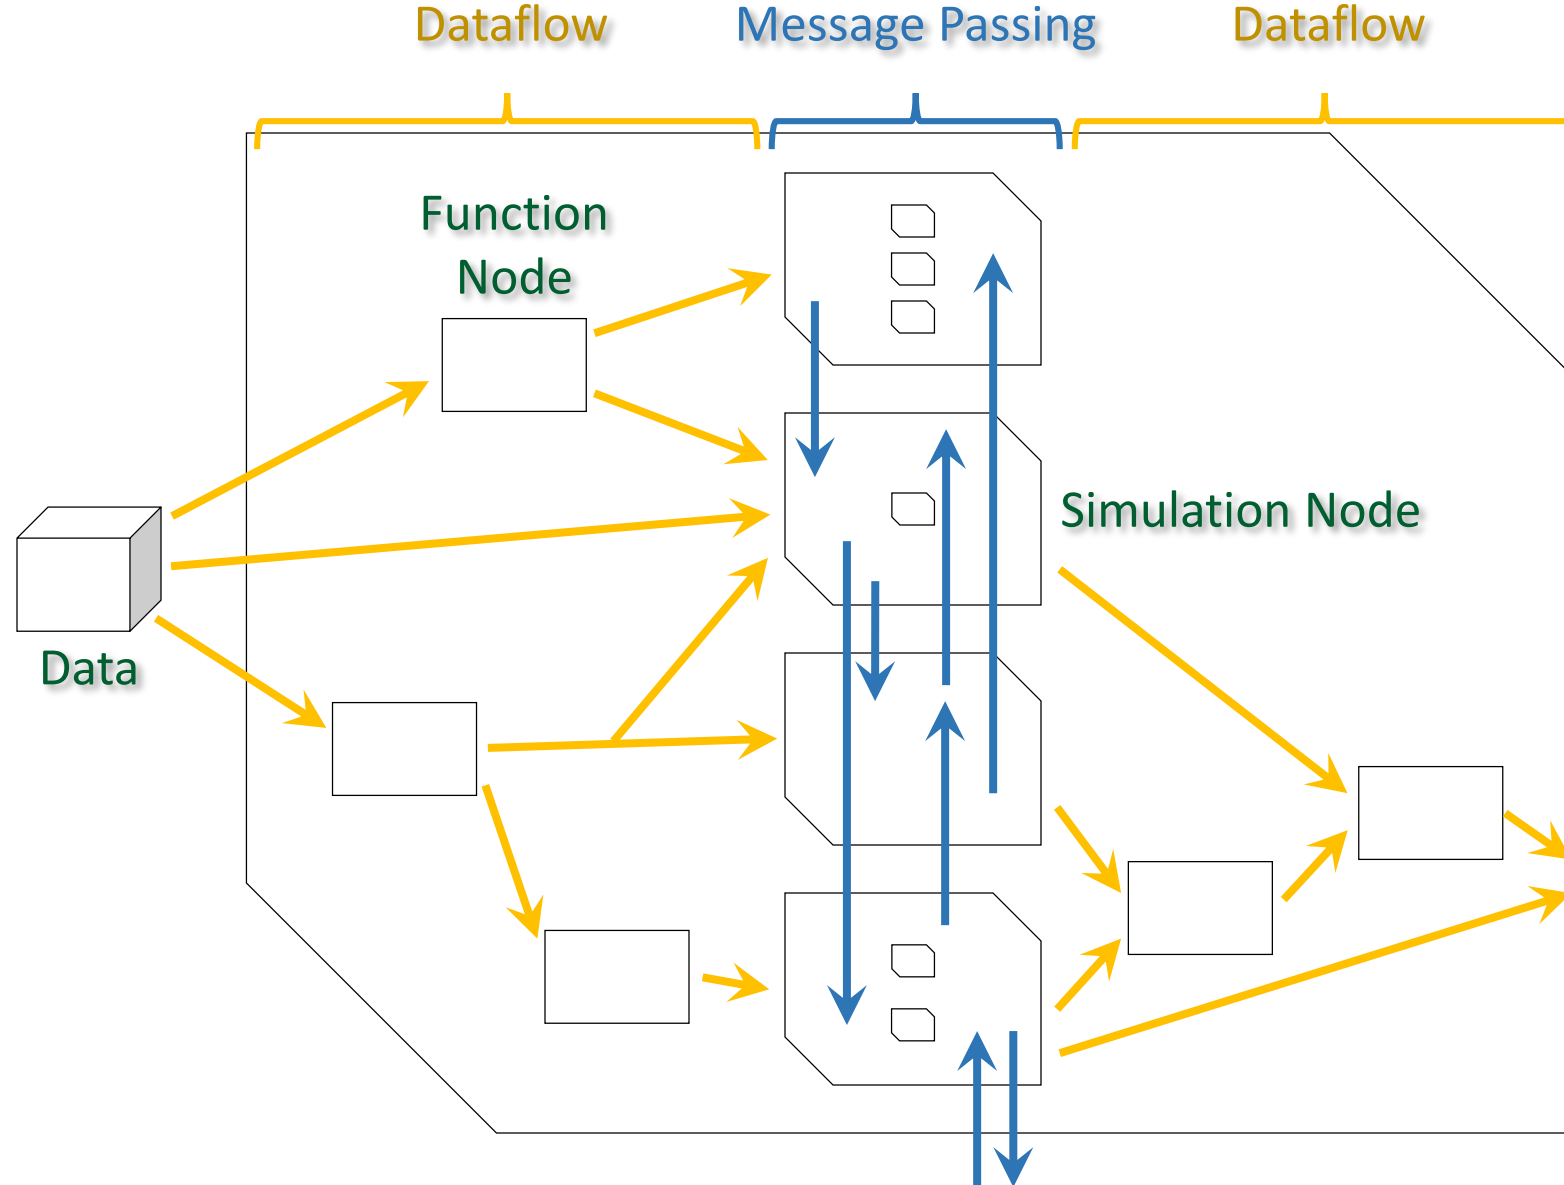 Dataflow
Message Passing
Dataflow
Function
Node
Simulation Node
Data